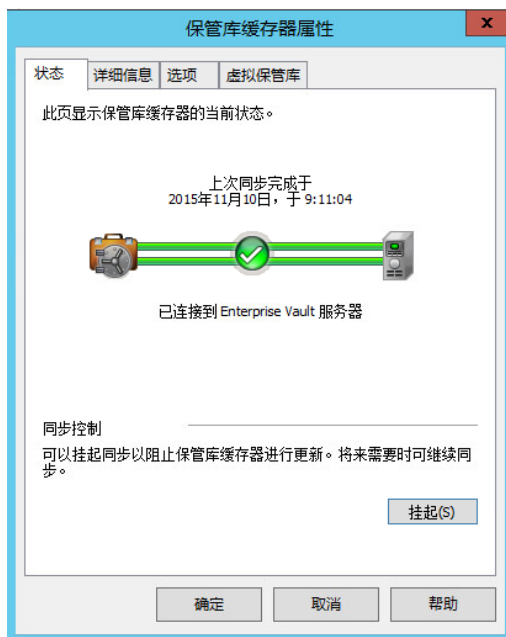 保管库缓存器属性
x
状态 详细信息 选项 虚拟保管库
此页显示保管库缓存器的当前状态。
上次同步完成于
2015年11月10日，于 9:11:04
已连接到 Enterprise Vault 服务器
同步控制
可以挂起同步以阻止保管库缓存器进行更新。将来需要时可继续同
步。
挂起(S)
确定 取消 帮助